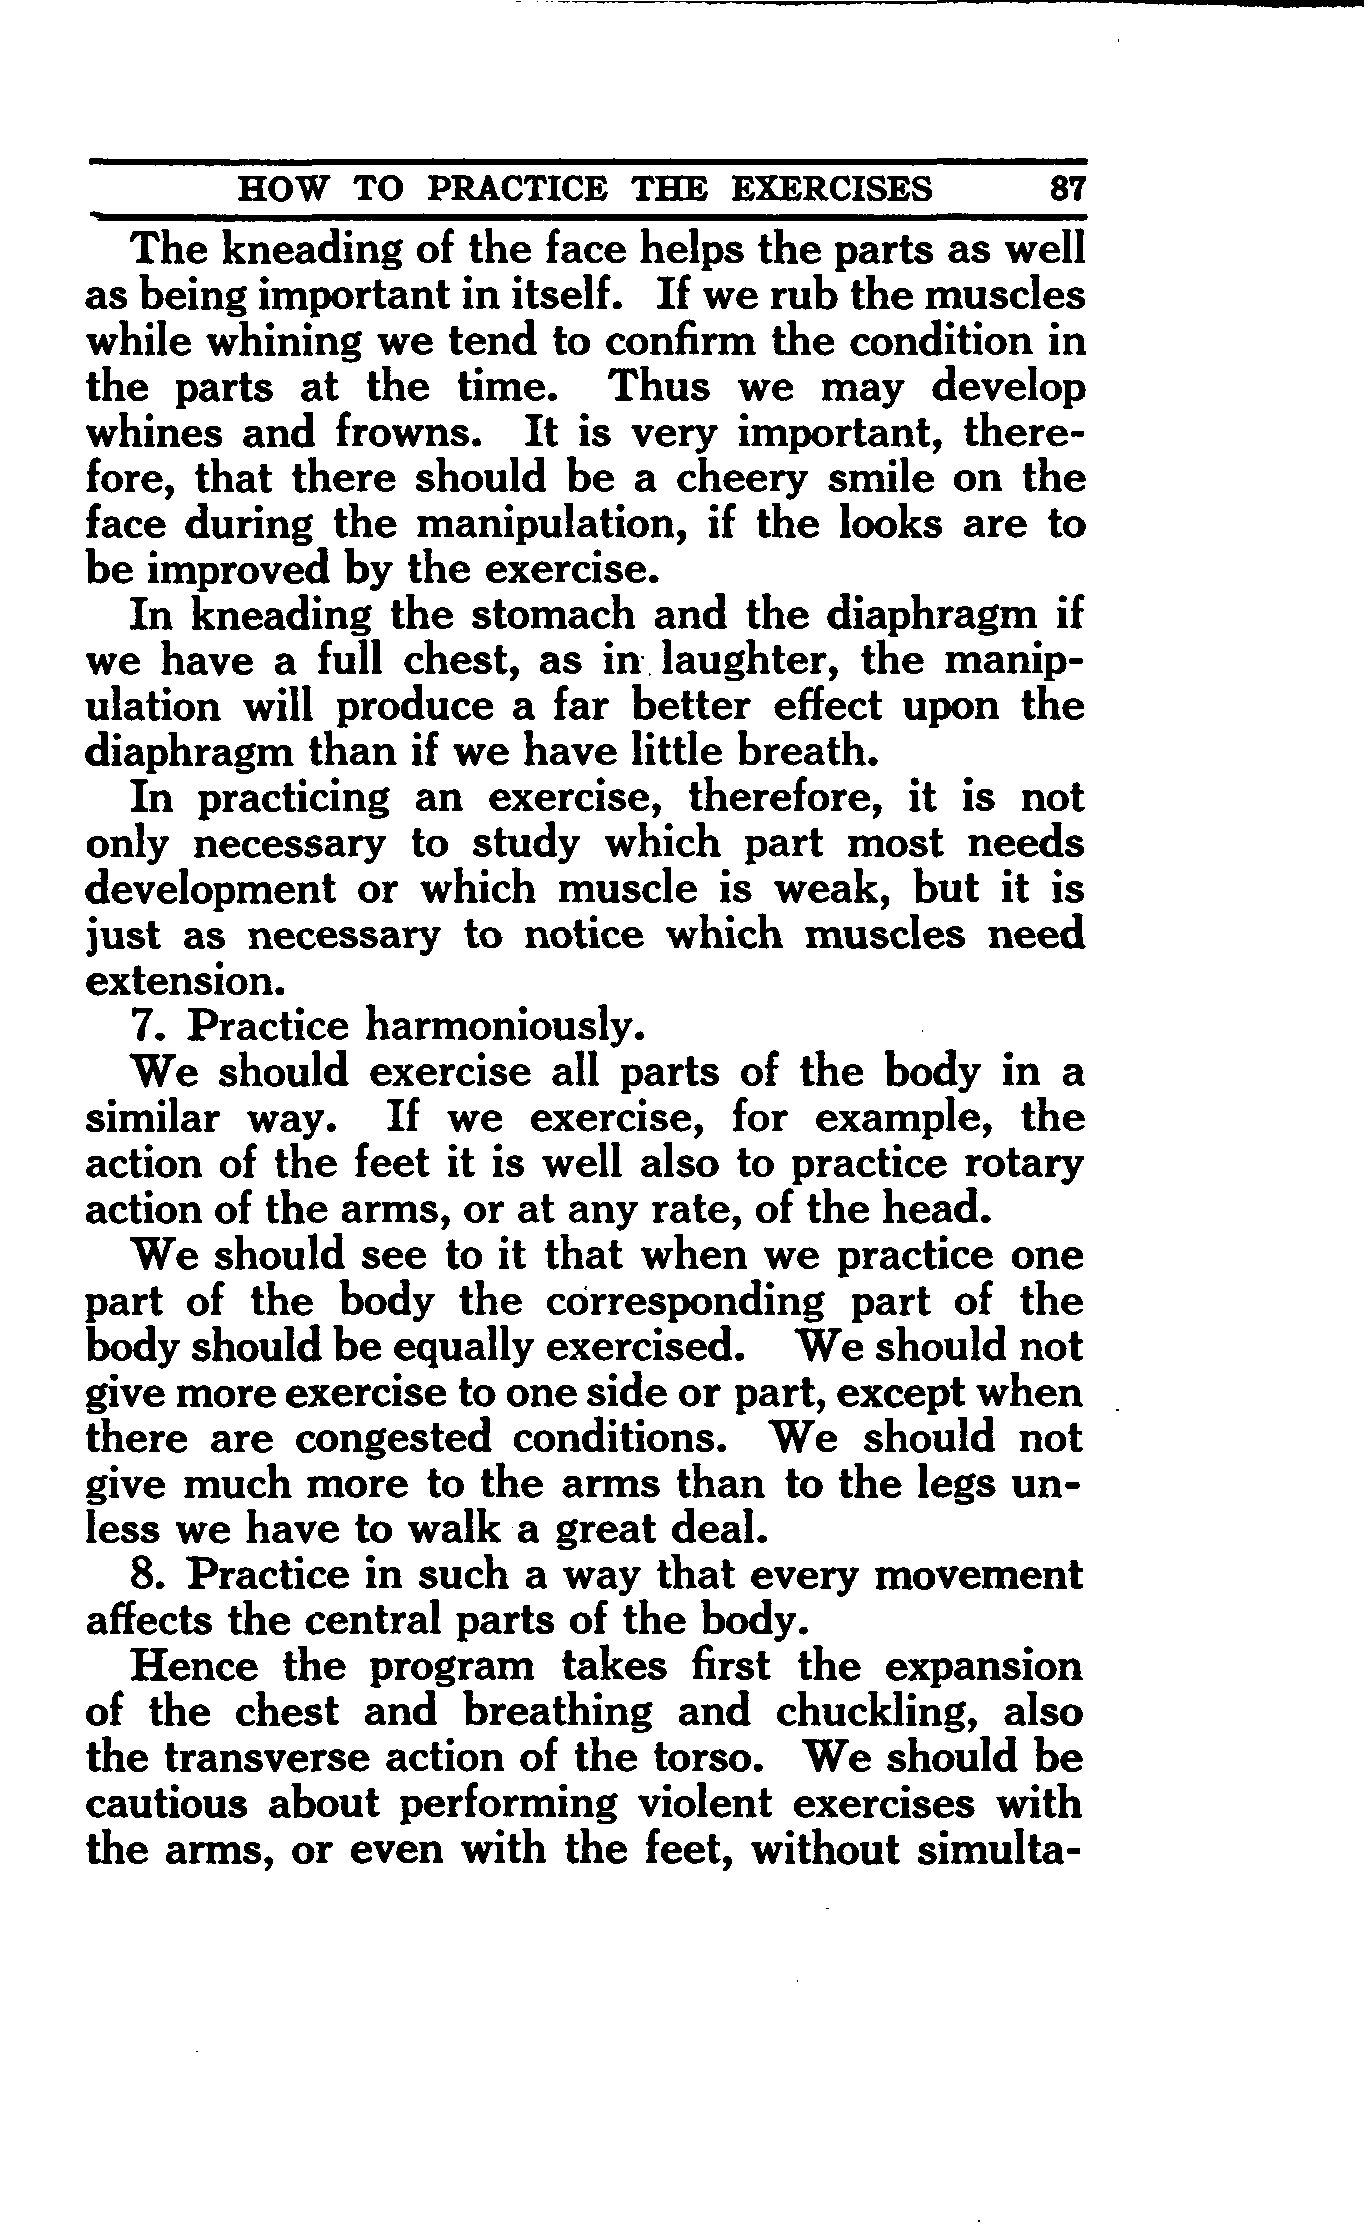 HOW TO PRACTICE THE EXERCISES 87
The kneading of the face helps the parts as well
as being important in itself. If we rub the muscles
while whining we tend to confirm the condition in
the parts at the time. Thus we may develop
whines and frowns. It is very important, there-
fore, that there should be a cheery smile on the
face during the manipulation, if the looks are to
be improved by the exercise.
In kneading the stomach and the diaphragm if
we have a full chest, as in laughter, the manip-
ulation will produce a far better effect upon the
diaphragm than if we have little breath.
In practicing an exercise, therefore, it is not
only necessary to study which part most needs
development or which muscle is weak, but it is
just as necessary to notice which muscles need
extension.
7. Practice harmoniously.
We should exercise all parts of the body in a
similar way. If we exercise, for example, the
action of the feet it is well also to practice rotary
action of the arms, or at any rate, of the head.
We should see to it that when we practice one
part of the body the corresponding part of the
body should be equally exercised. We should not
give more exercise to one side or part, except when
there are congested conditions. We should not
give much more to the arms than to the legs un-
less we have to walk a great deal.
8. Practice in such a way that every movement
affects the central parts of the body.
Hence the program takes first the expansion
of the chest and breathing and chuckling, also
the transverse action of the torso. We should be
cautious about performing violent exercises with
the arms, or even with the feet, without simulta-